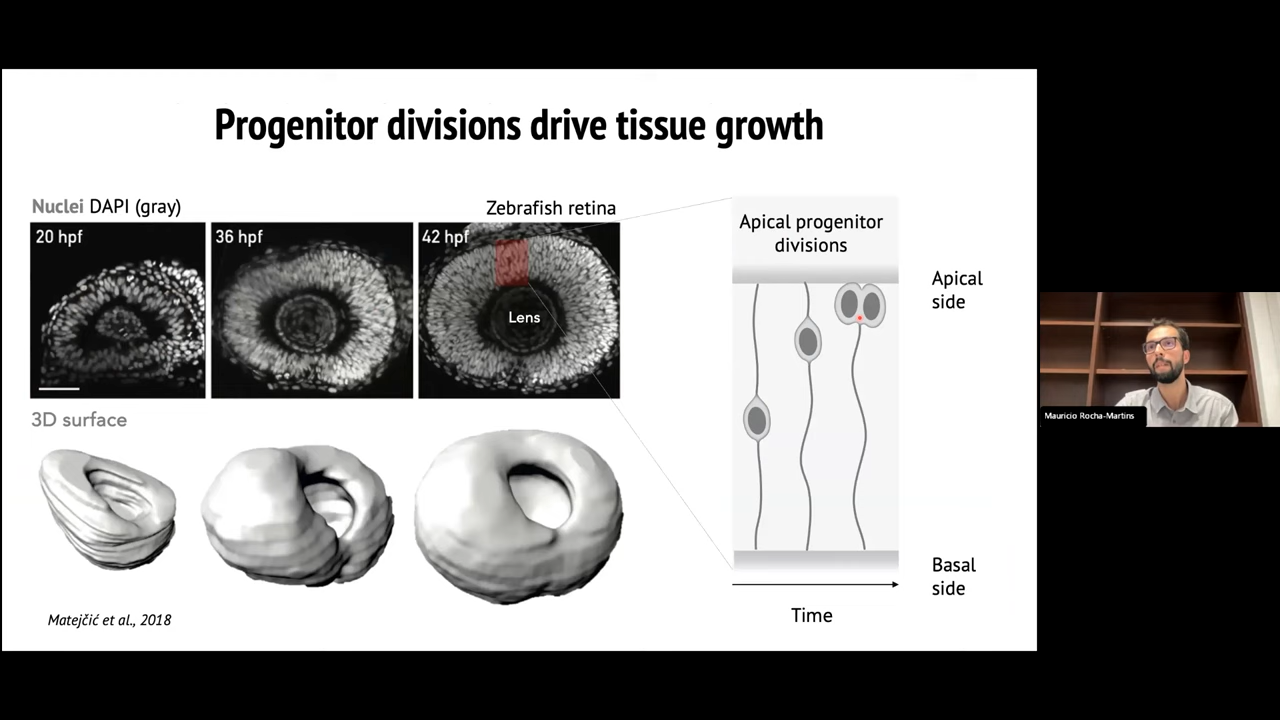 Progenitor divisions drive tissue growth
Nuclei DAPI (gray)
Zebrafish retina
20 hpf
36 hpf
42 hpf
Lens
3D surface
Matejčić et al., 2018
Apical progenitor
divisions
Apical
side
Basal
side
Time
Mauricio Rocha-Martins